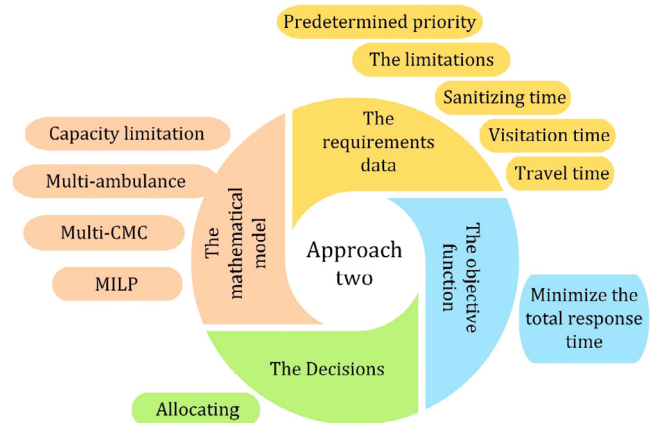 Predetermined priority
The limitations
Sanitizing time
Visitation time
Travel time
The
requirements
data
Capacity limitation
Multi-ambulance
Multi-CMC
MILP
The
mathematical
model
Approach
two
The objective
function
Minimize the
total response
time
The Decisions
Allocating